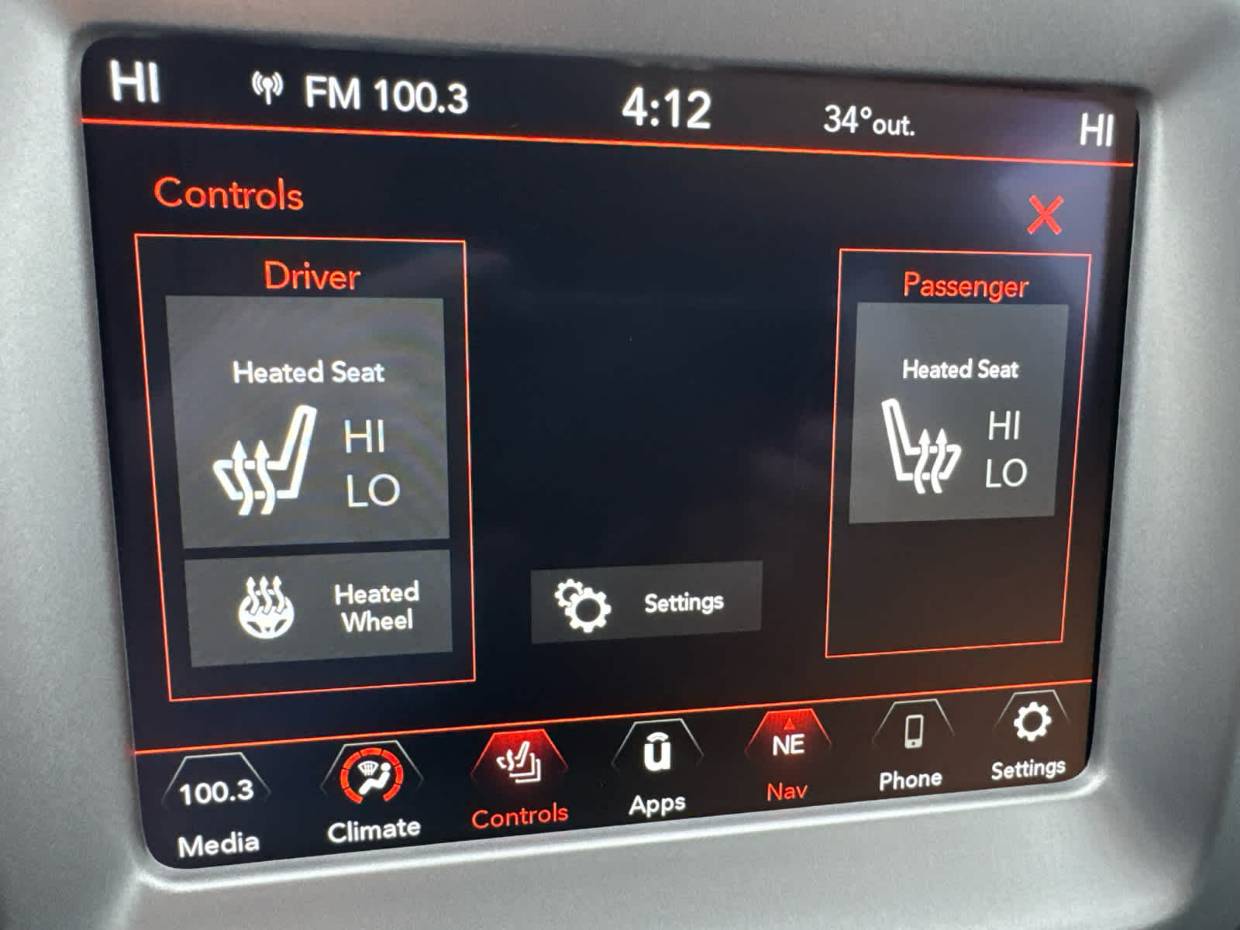 HI FM 100.3 4:12 34°out. HI
Controls
Driver
Heated Seat
HI
LO
Heated
Wheel
Settings
Passenger
Heated Seat
HI
LO
100.3
Media
Climate
Controls
ū
Apps
NE
Nav
Phone
Settings